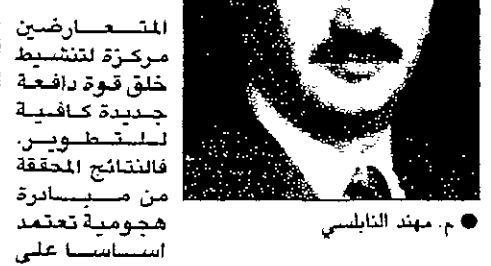 المتعارضين
مركزة لتنشيط
خلق قوة دافعة
جديدة كافية
للتطوير.
فالنتائج المحققة
من مبادرة
هجومية تعتمد
اساسا على
● م. مهند النابلسي